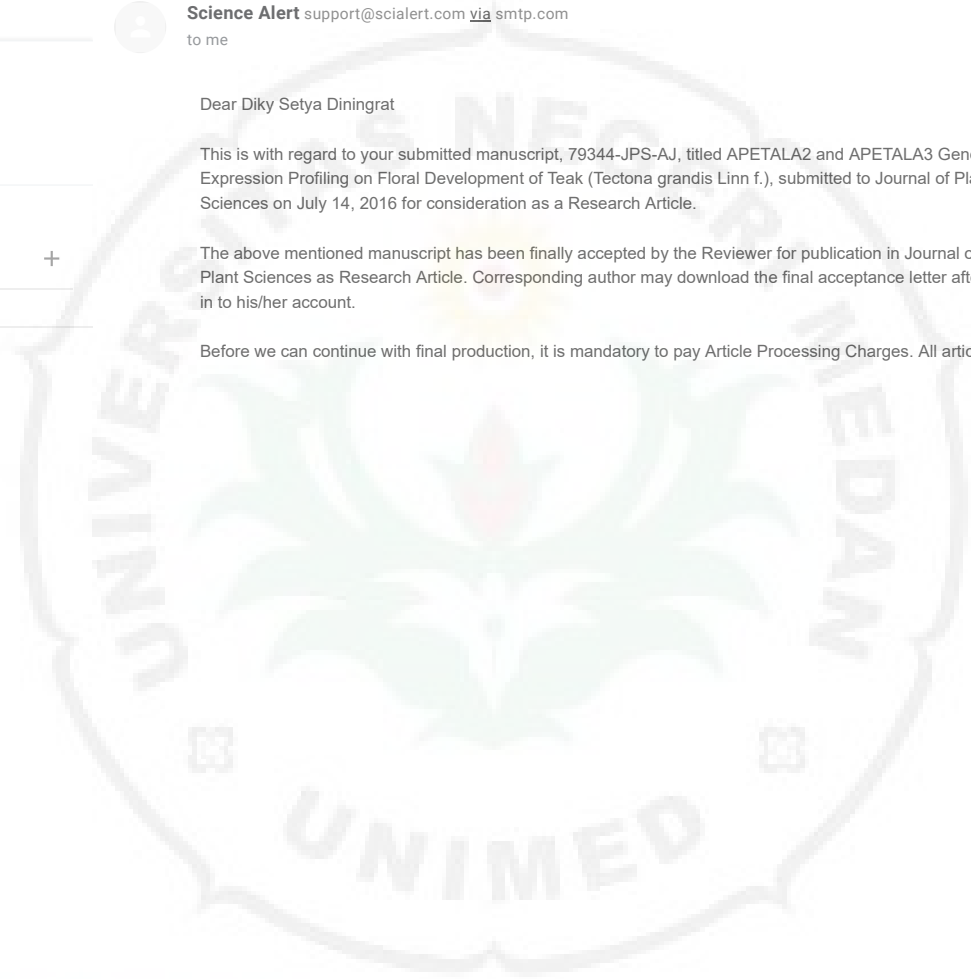 Science Alert support@scialert.com via smtp.com
to me
Dear Diky Setya Diningrat
This is with regard to your submitted manuscript, 79344-JPS-AJ, titled APETALA2 and APETALA3 Gen
Expression Profiling on Floral Development of Teak (Tectona grandis Linn f.), submitted to Journal of Pl
Sciences on July 14, 2016 for consideration as a Research Article.
The above mentioned manuscript has been finally accepted by the Reviewer for publication in Journal o
Plant Sciences as Research Article. Corresponding author may download the final acceptance letter aft
in to his/her account.
Before we can continue with final production, it is mandatory to pay Article Processing Charges. All artic
UNIVERSITAS NEGERI MEDAN
UNIMED